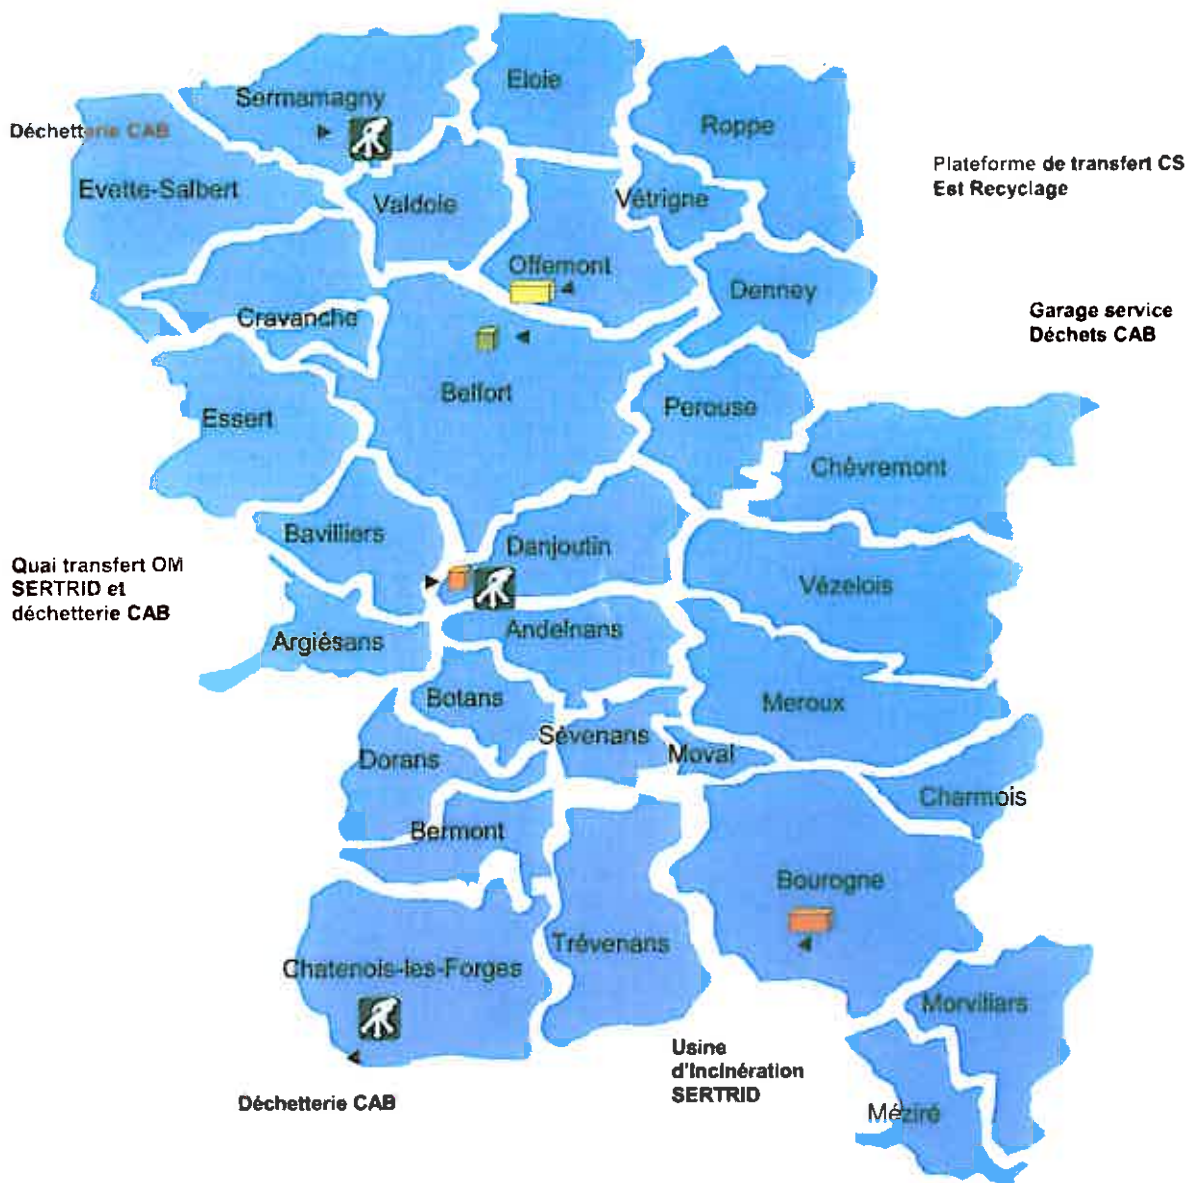 Eloie
Sermamagny
Roppe
Déchetterie CAB
Plateforme de transfert CS
Est Recyclage
Evette-Salbert
Valdoie
Vétrigne
Offemont
Denney
Cravanche
Garage service
Déchets CAB
Belfort
Essert
Perouse
Chêvremont
Bavilliers
Danjoutin
Quai transfert OM
SERTRID et
déchetterie CAB
Vézelois
Andelnans
Argiésans
Botans
Meroux
Sévenans
Moval
Dorans
Charmois
Bermont
Bourogne
Trévenans
Chatenois-les-Forges
Morvillars
Usine
d'Incinération
SERTRID
Déchetterie CAB
Méziré